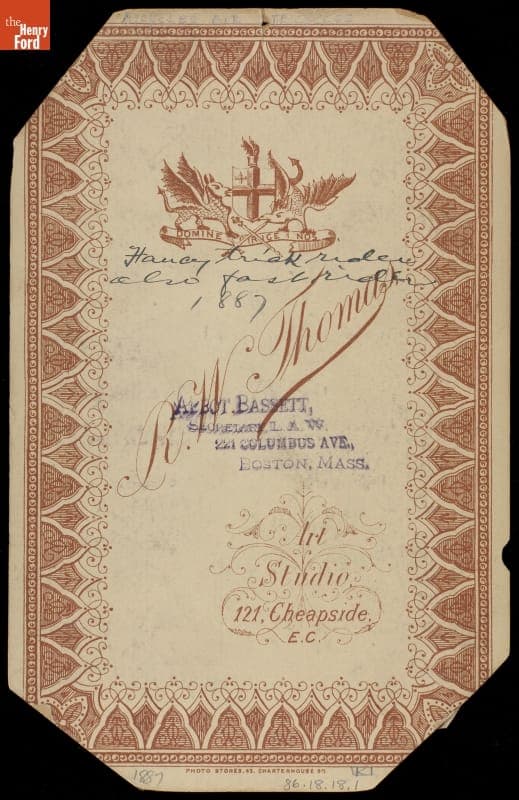 the
Henry
Ford
DOMINE DIRIGE NOS
Fancy trick rider
also fast rider
1887
R.W. Thomas
ABBOT BASSETT,
SECRETARY L. A. W.
221 COLUMBUS AVE.,
BOSTON, MASS.
Art
Studio
121, Cheapside,
E.C.
PHOTO STORES, 43, CHARTERHOUSE SQ.
1887
86.18.18.1